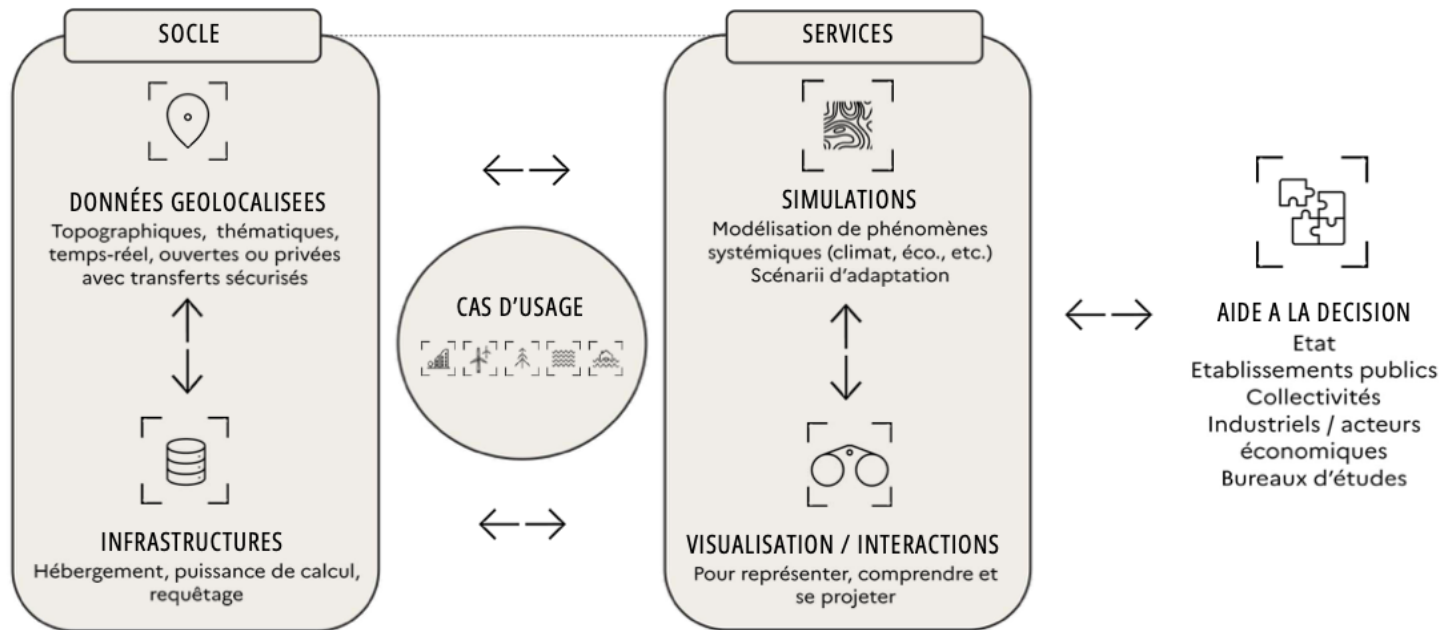 SOCLE
DONNÉES GEOLOCALISEES
Topographiques, thématiques,
temps-réel, ouvertes ou privées
avec transferts sécurisés
INFRASTRUCTURES
Hébergement, puissance de calcul,
requêtage
CAS D'USAGE
SERVICES
SIMULATIONS
Modélisation de phénomènes
systémiques (climat, éco., etc.)
Scénarii d'adaptation
VISUALISATION / INTERACTIONS
Pour représenter, comprendre et
se projeter
AIDE A LA DECISION
Etat
Etablissements publics
Collectivités
Industriels / acteurs
économiques
Bureaux d'études